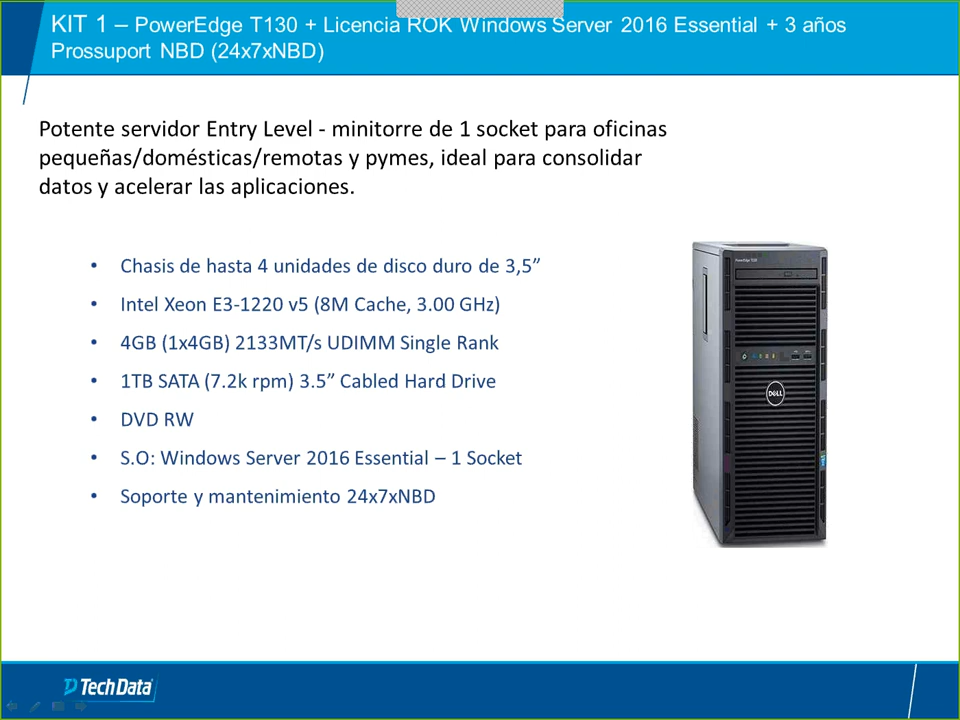 KIT 1 – PowerEdge T130 + Licencia ROK Windows Server 2016 Essential + 3 años
Prossuport NBD (24x7xNBD)
Potente servidor Entry Level - minitorre de 1 socket para oficinas
pequeñas/domésticas/remotas y pymes, ideal para consolidar
datos y acelerar las aplicaciones.
• Chasis de hasta 4 unidades de disco duro de 3,5”
• Intel Xeon E3-1220 v5 (8M Cache, 3.00 GHz)
• 4GB (1x4GB) 2133MT/s UDIMM Single Rank
• 1TB SATA (7.2k rpm) 3.5” Cabled Hard Drive
• DVD RW
• S.O: Windows Server 2016 Essential – 1 Socket
• Soporte y mantenimiento 24x7xNBD
DELL
Tech Data